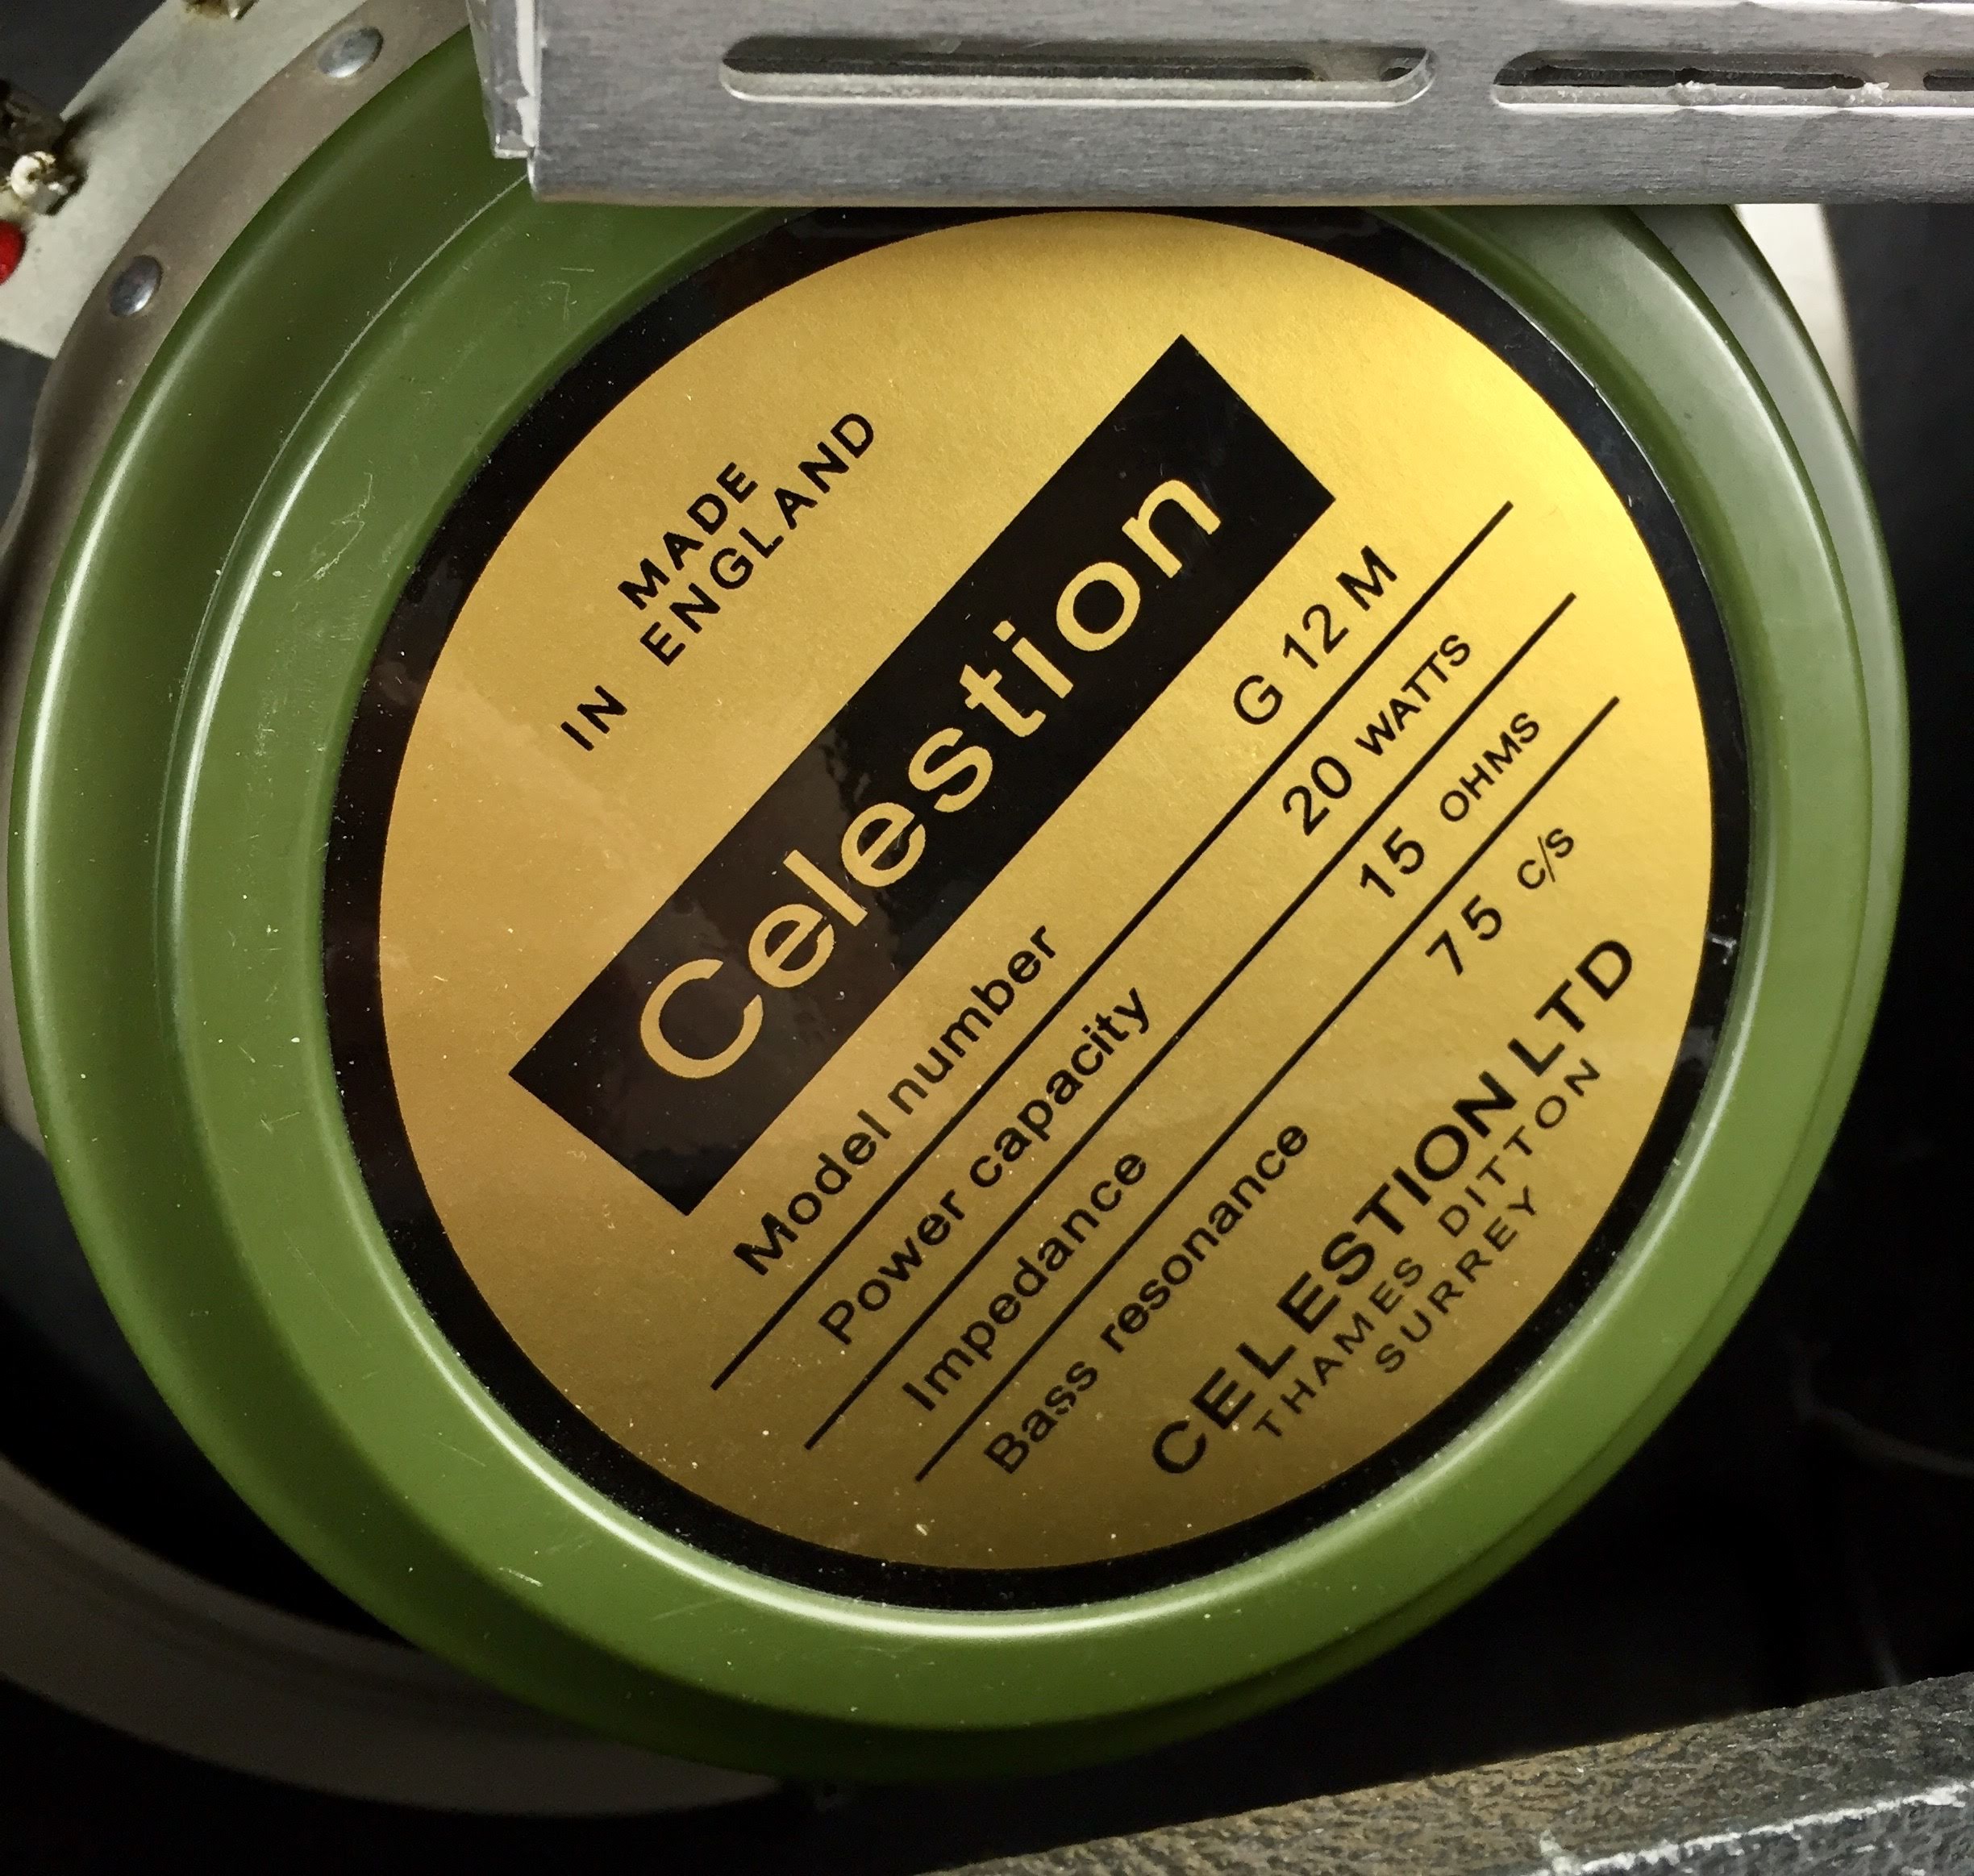 MADE
IN ENGLAND
Celestion
Model number G 12 M
Power capacity 20 WATTS
Impedance 15 OHMS
Bass resonance 75 C/S
CELESTION LTD
THAMES DITTON
SURREY